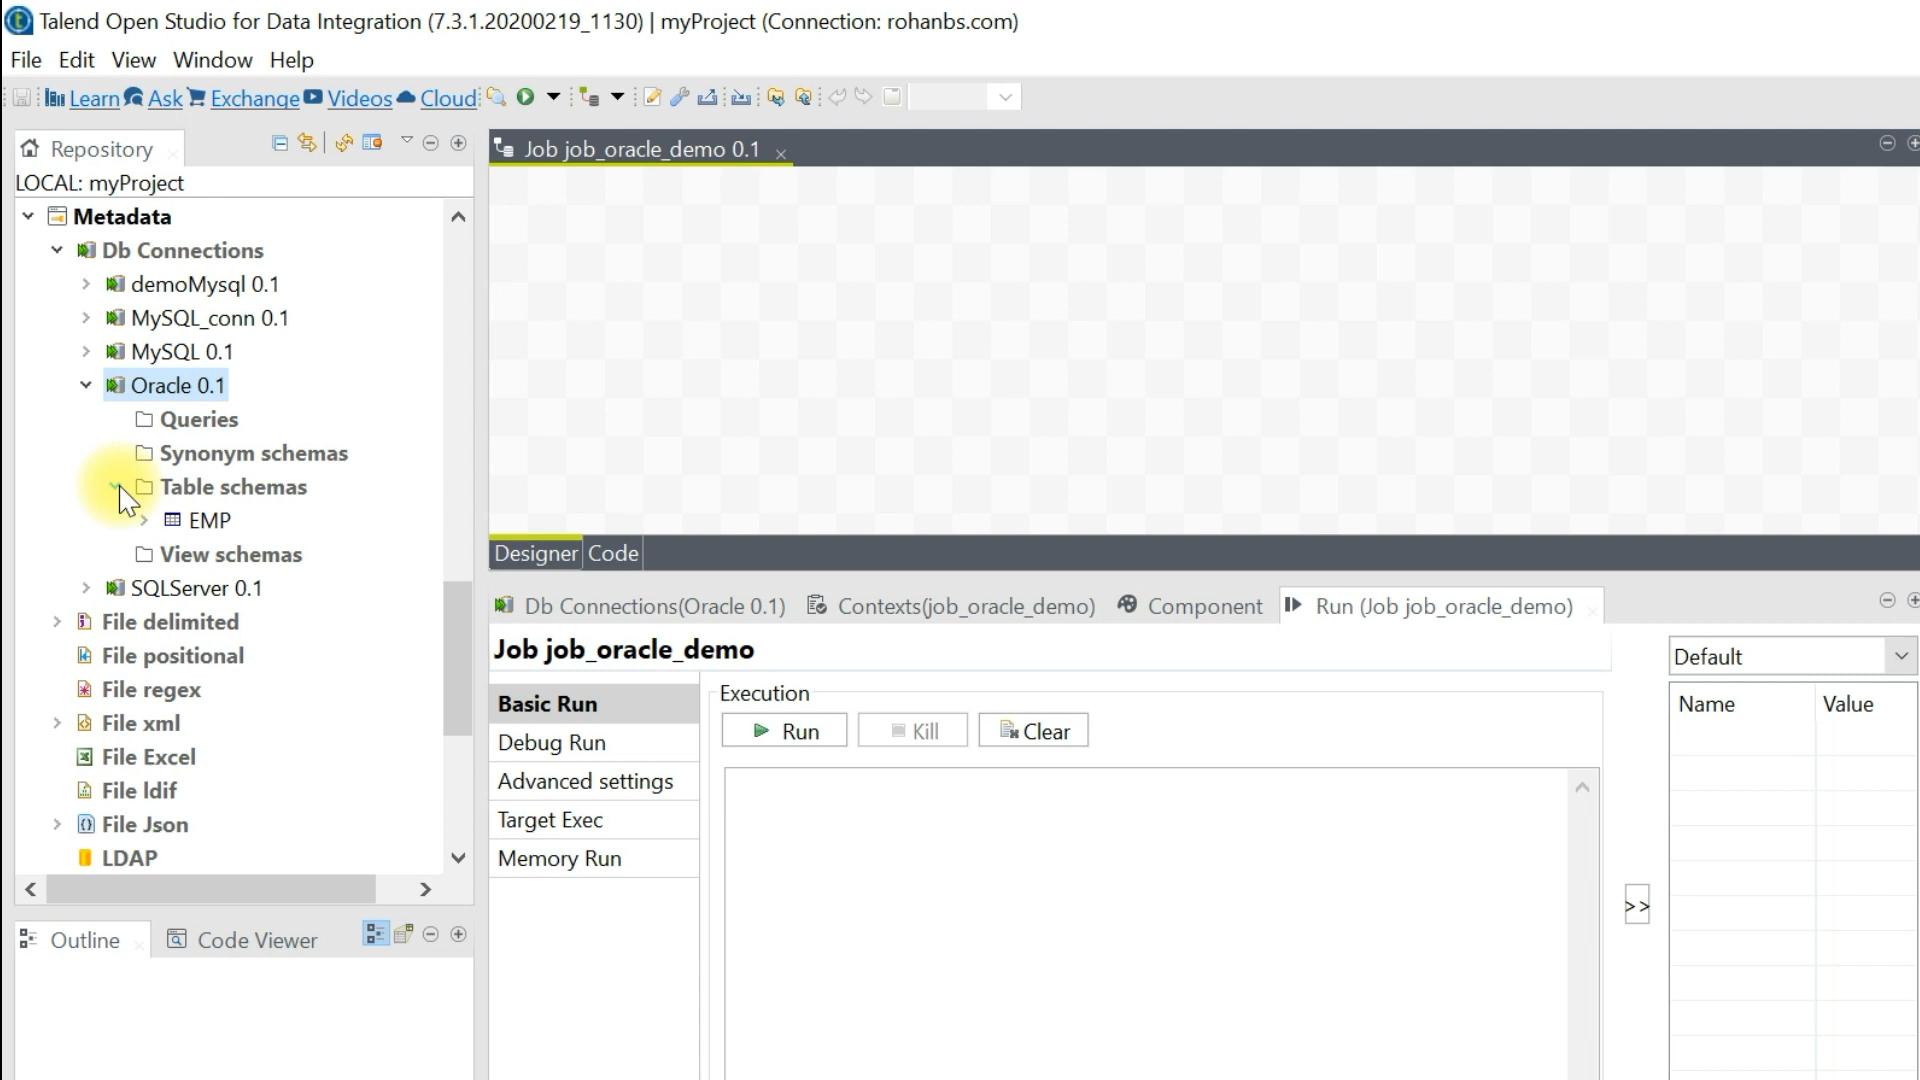 Talend Open Studio for Data Integration (7.3.1.20200219_1130) | myProject (Connection: rohanbs.com)
File Edit View Window Help
Learn Ask Exchange Videos Cloud
Repository
LOCAL: myProject
Metadata
Db Connections
demoMysql 0.1
MySQL_conn 0.1
MySQL 0.1
Oracle 0.1
Queries
Synonym schemas
Table schemas
EMP
View schemas
SQLServer 0.1
File delimited
File positional
File regex
File xml
File Excel
File ldif
File Json
LDAP
Outline Code Viewer
Job job_oracle_demo 0.1
Designer Code
Db Connections(Oracle 0.1) Contexts(job_oracle_demo) Component Run (Job job_oracle_demo)
Job job_oracle_demo
Basic Run
Debug Run
Advanced settings
Target Exec
Memory Run
Execution
Run Kill Clear
>>
Default
Name Value